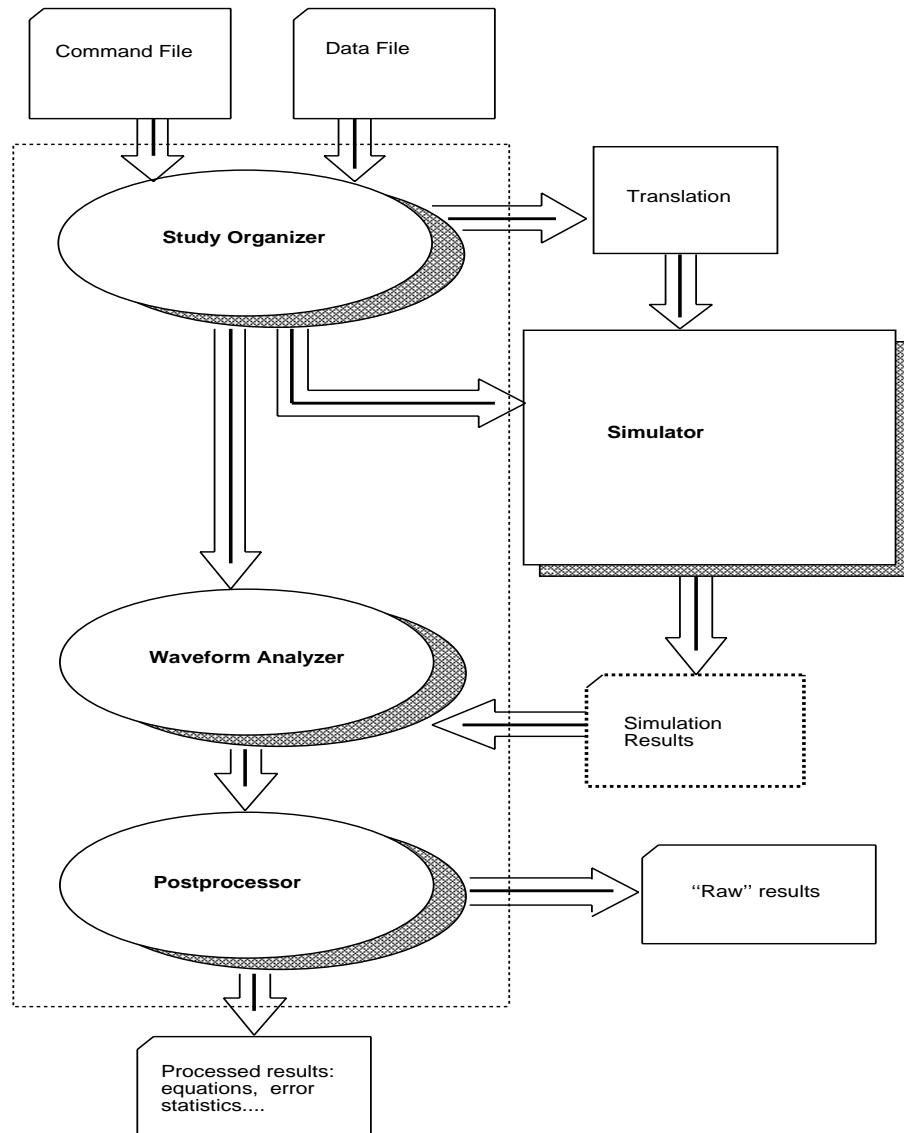 Command File
Data File
Translation
Study Organizer
Simulator
Waveform Analyzer
Simulation
Results
Postprocessor
‘‘Raw’’ results
Processed results:
equations, error
statistics....